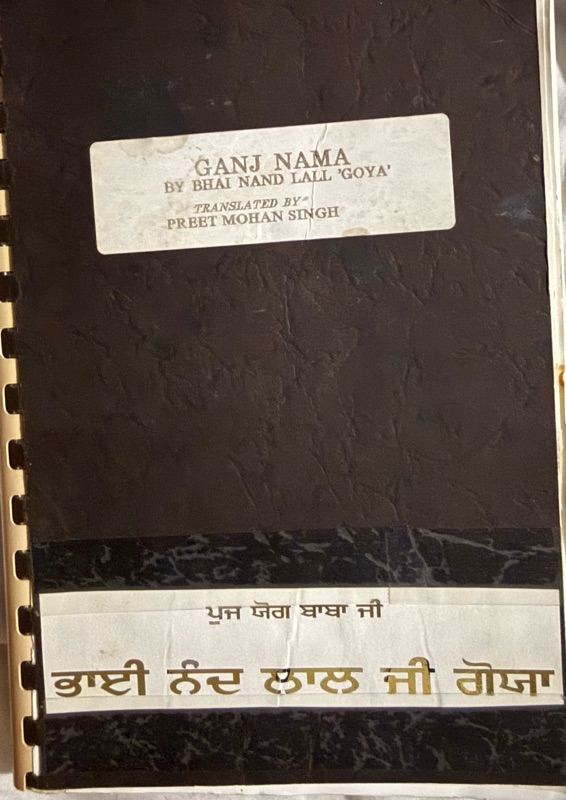 GANJ NAMA
BY BHAI NAND LALL 'GOYA'
TRANSLATED BY
PREET MOHAN SINGH
ਪੂਜ ਯੋਗ ਬਾਬਾ ਜੀ
ਭਾਈ ਨੰਦ ਲਾਲ ਜੀ ਗੋਯਾ